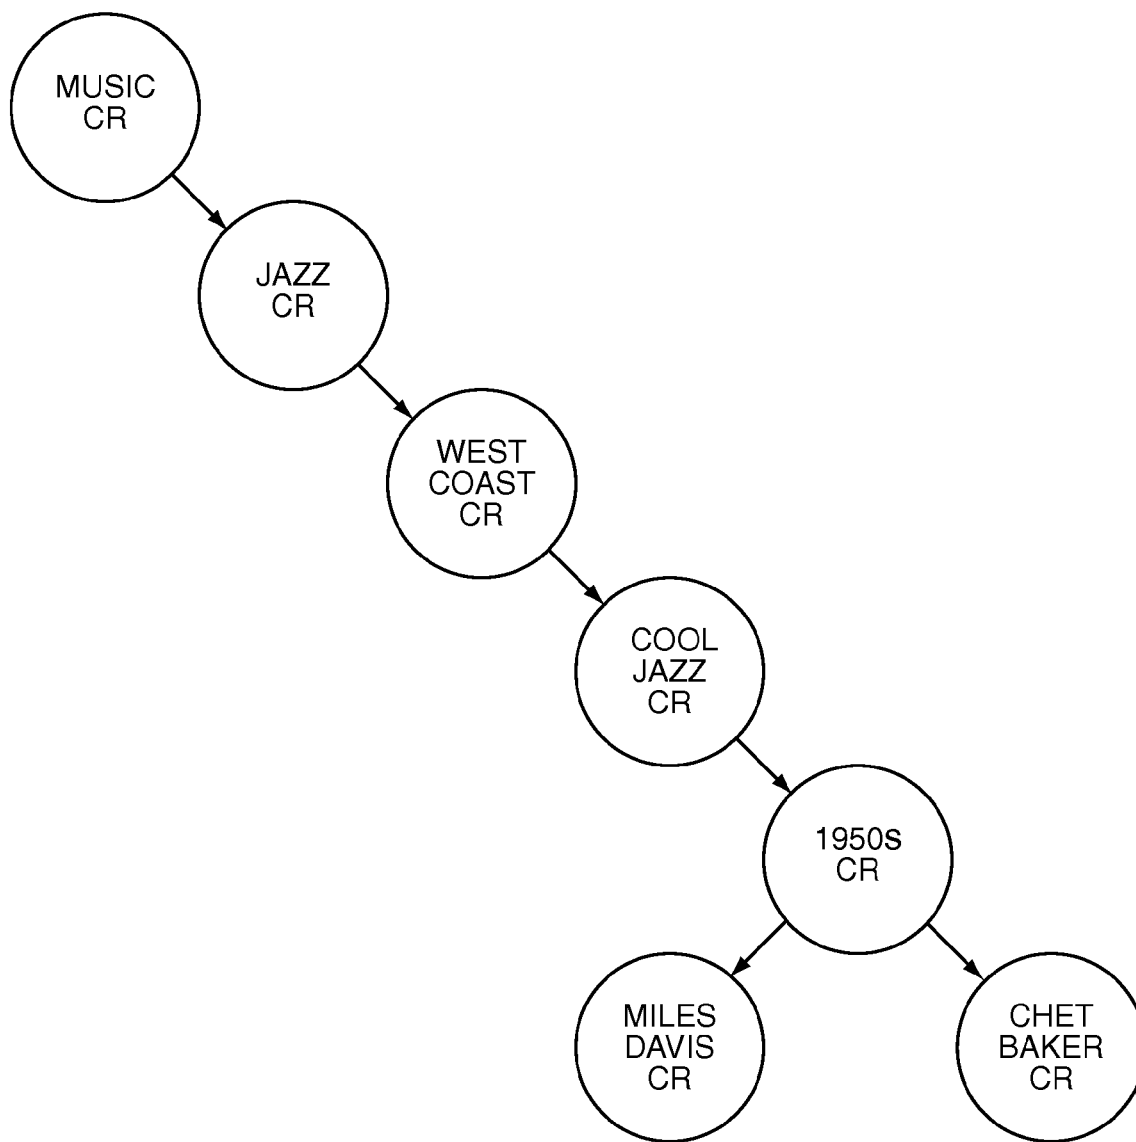 MUSIC
CR
JAZZ
CR
WEST
COAST
CR
COOL
JAZZ
CR
1950s
CR
MILES
DAVIS
CR
CHET
BAKER
CR